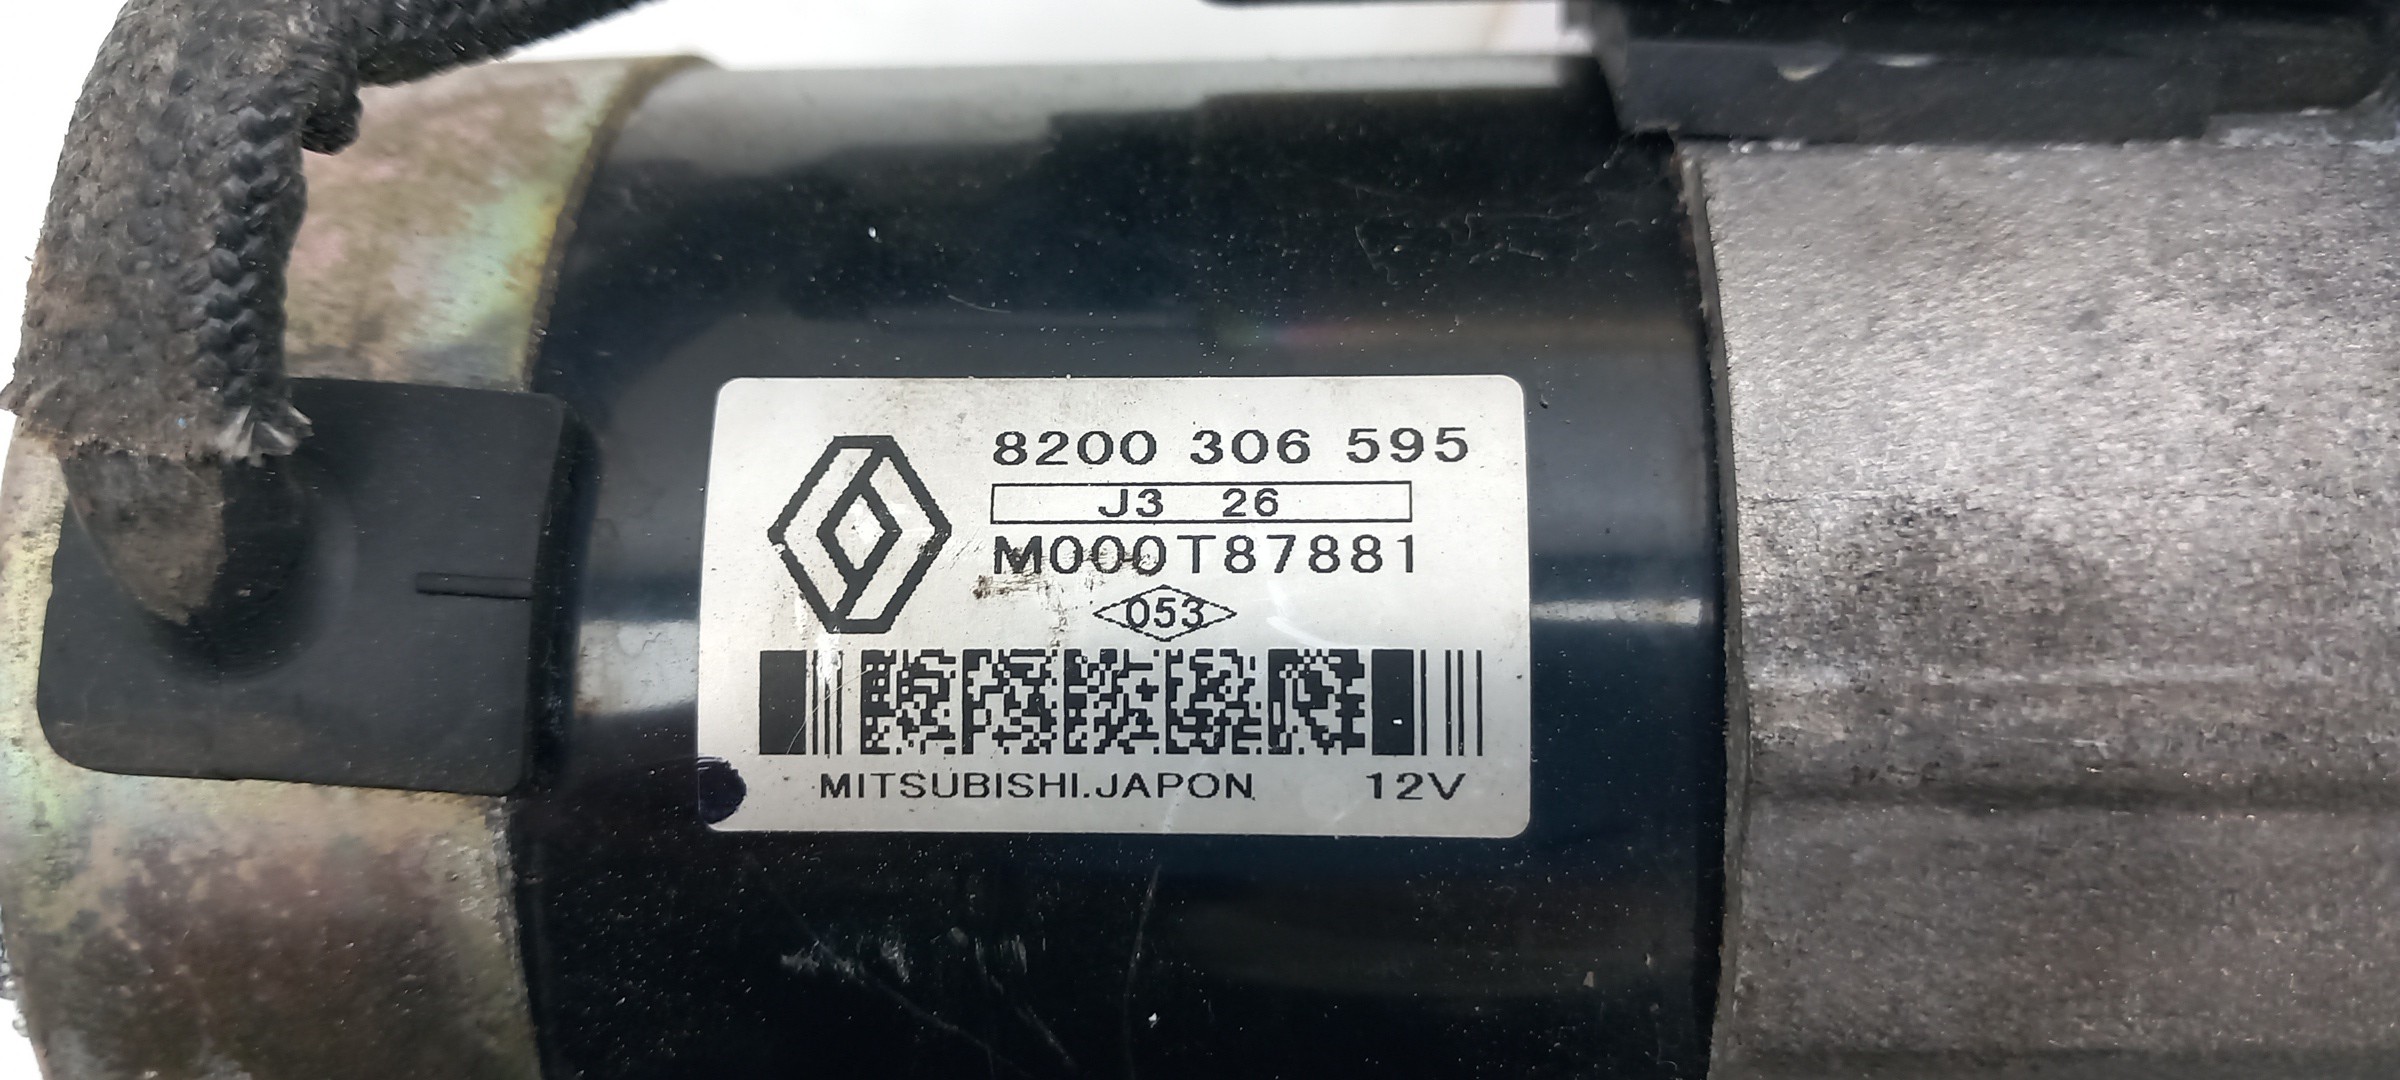 8200 306 595
J3 26
M000T87881
053
MITSUBISHI.JAPON 12V